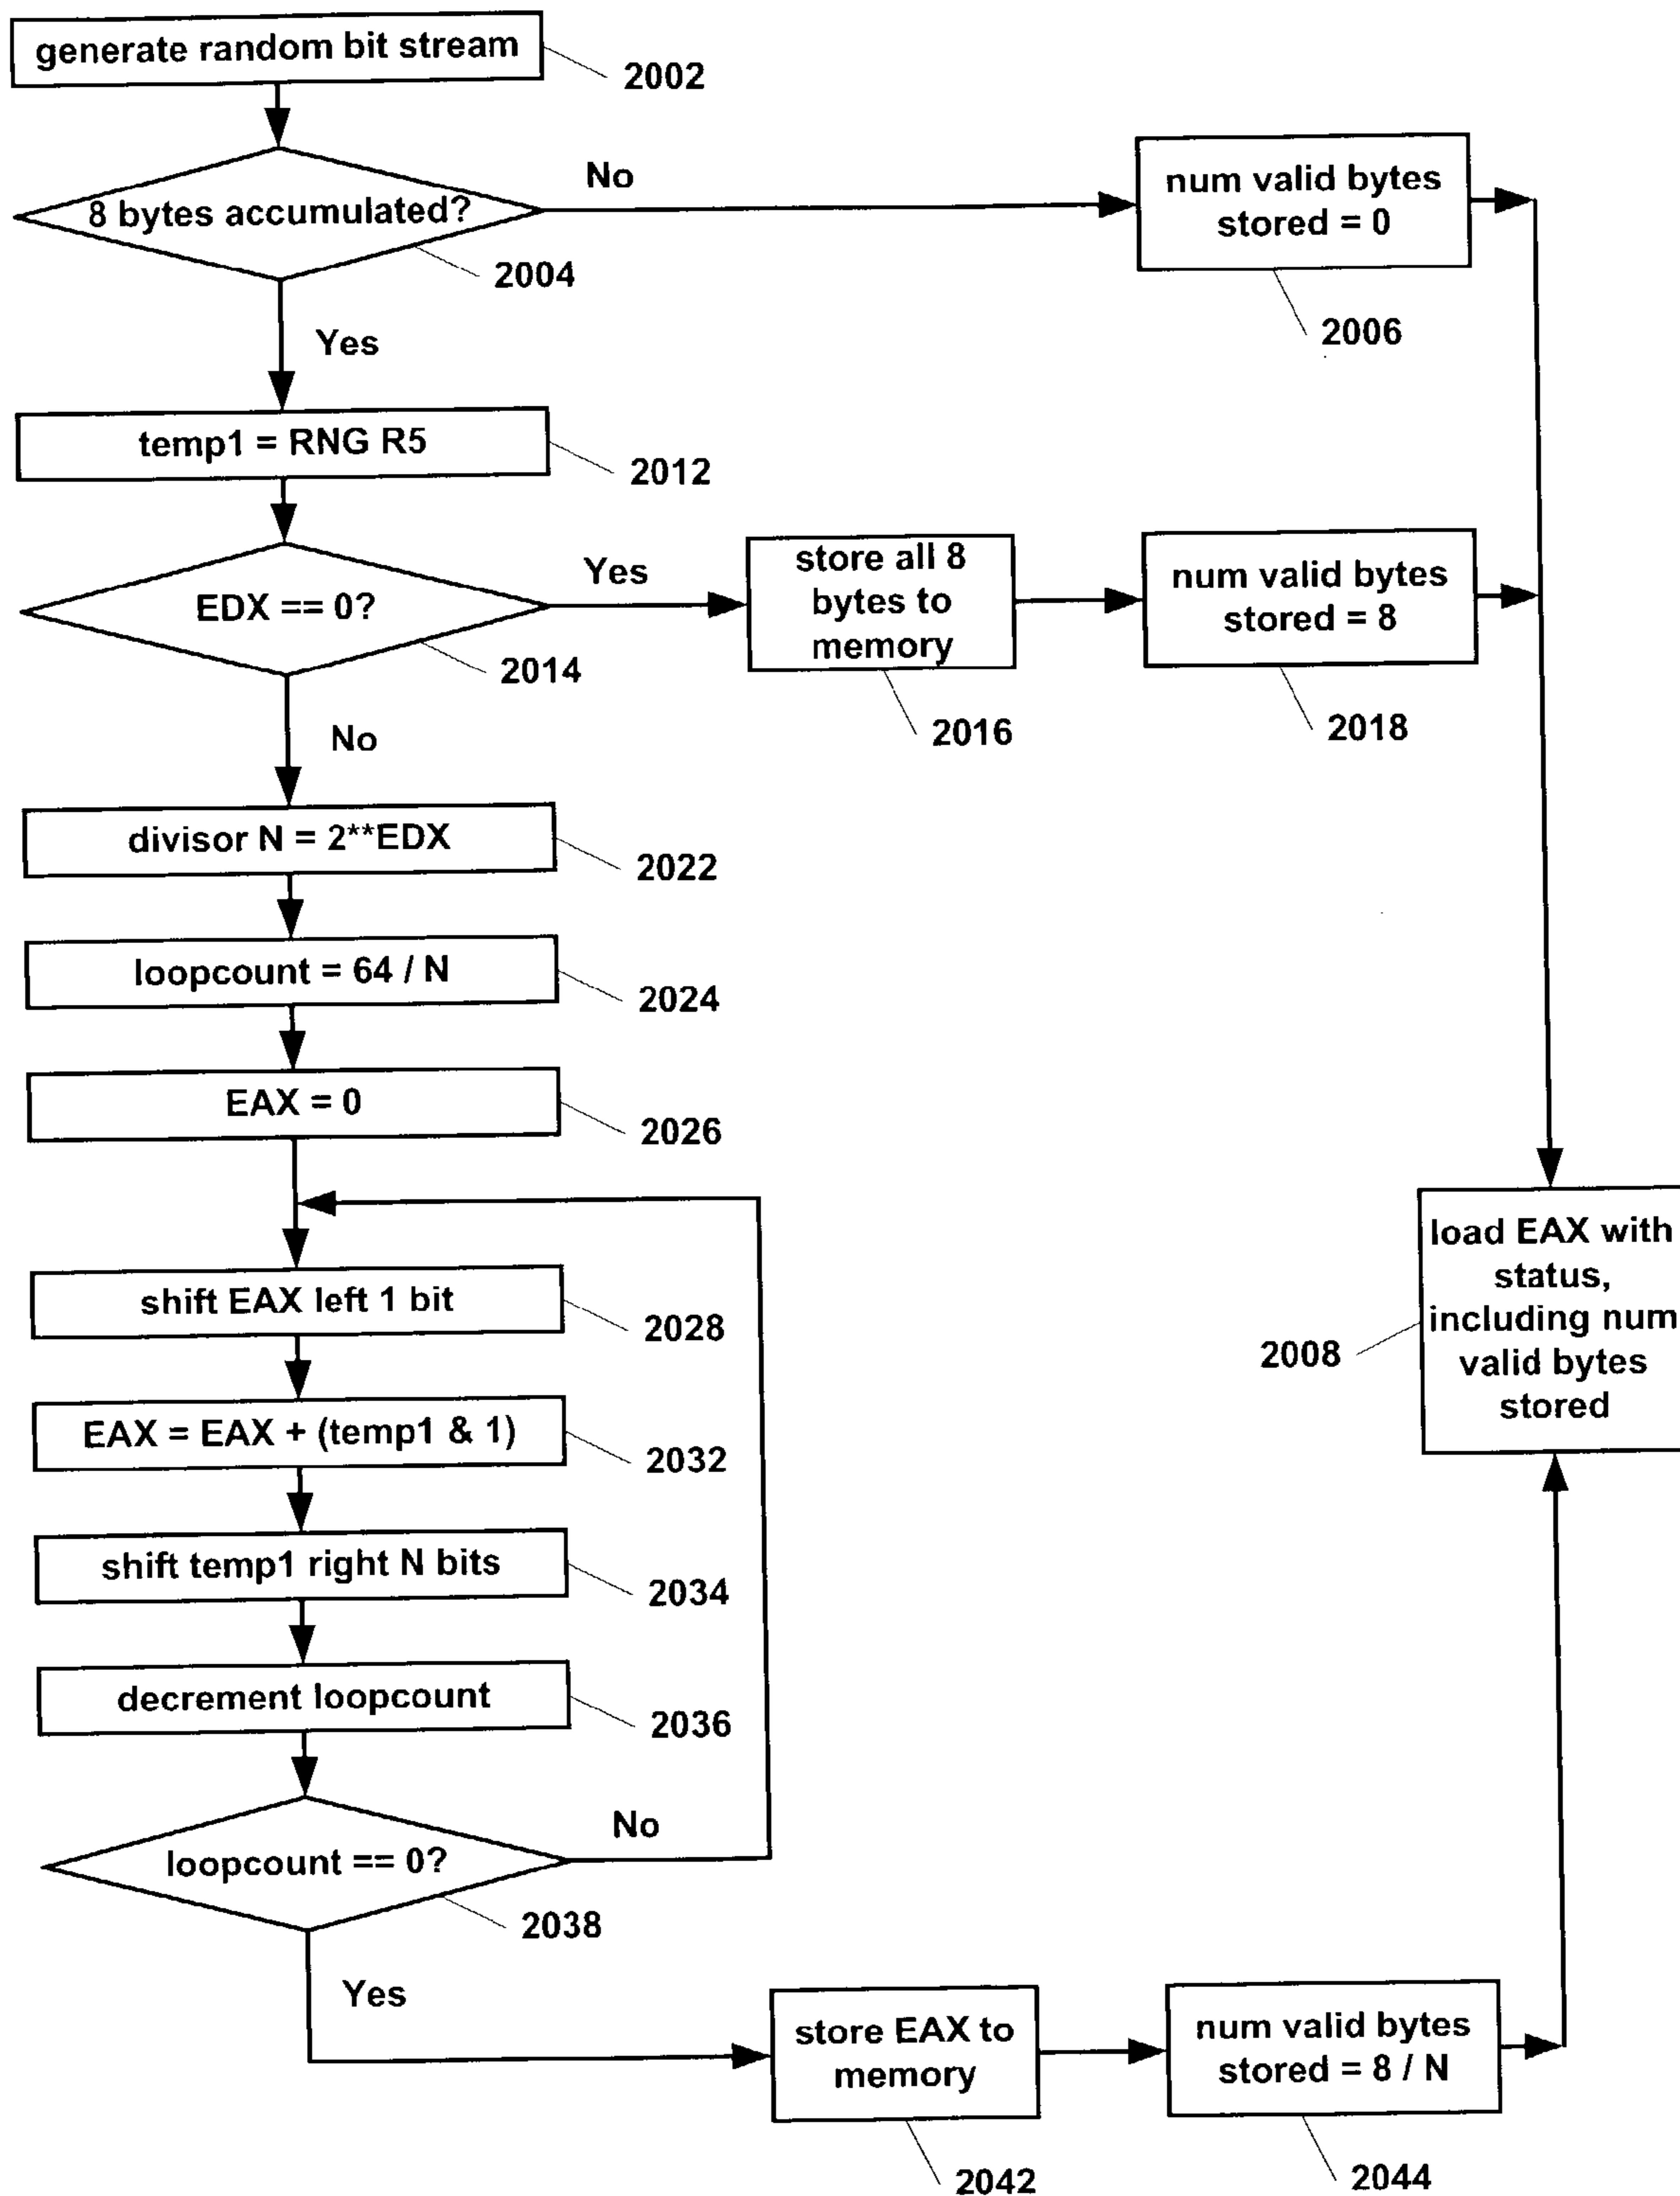 generate random bit stream
2002
8 bytes accumulated?
No
2004
num valid bytes
stored = 0
2006
Yes
temp1 = RNG R5
2012
EDX == 0?
Yes
2014
store all 8
bytes to
memory
2016
num valid bytes
stored = 8
2018
No
divisor N = 2**EDX
2022
loopcount = 64 / N
2024
EAX = 0
2026
shift EAX left 1 bit
2028
EAX = EAX + (temp1 & 1)
2032
shift temp1 right N bits
2034
decrement loopcount
2036
loopcount == 0?
No
2038
Yes
store EAX to
memory
2042
num valid bytes
stored = 8 / N
2044
load EAX with
status,
including num
valid bytes
stored
2008